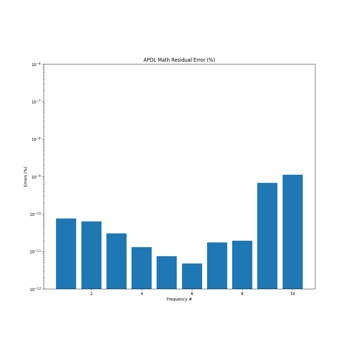 APDL Math Residual Error (%)
10⁻⁶
10⁻⁷
10⁻⁸
10⁻⁹
10⁻¹⁰
10⁻¹¹
10⁻¹²
Errors (%)
2 4 6 8 10
Frequency #